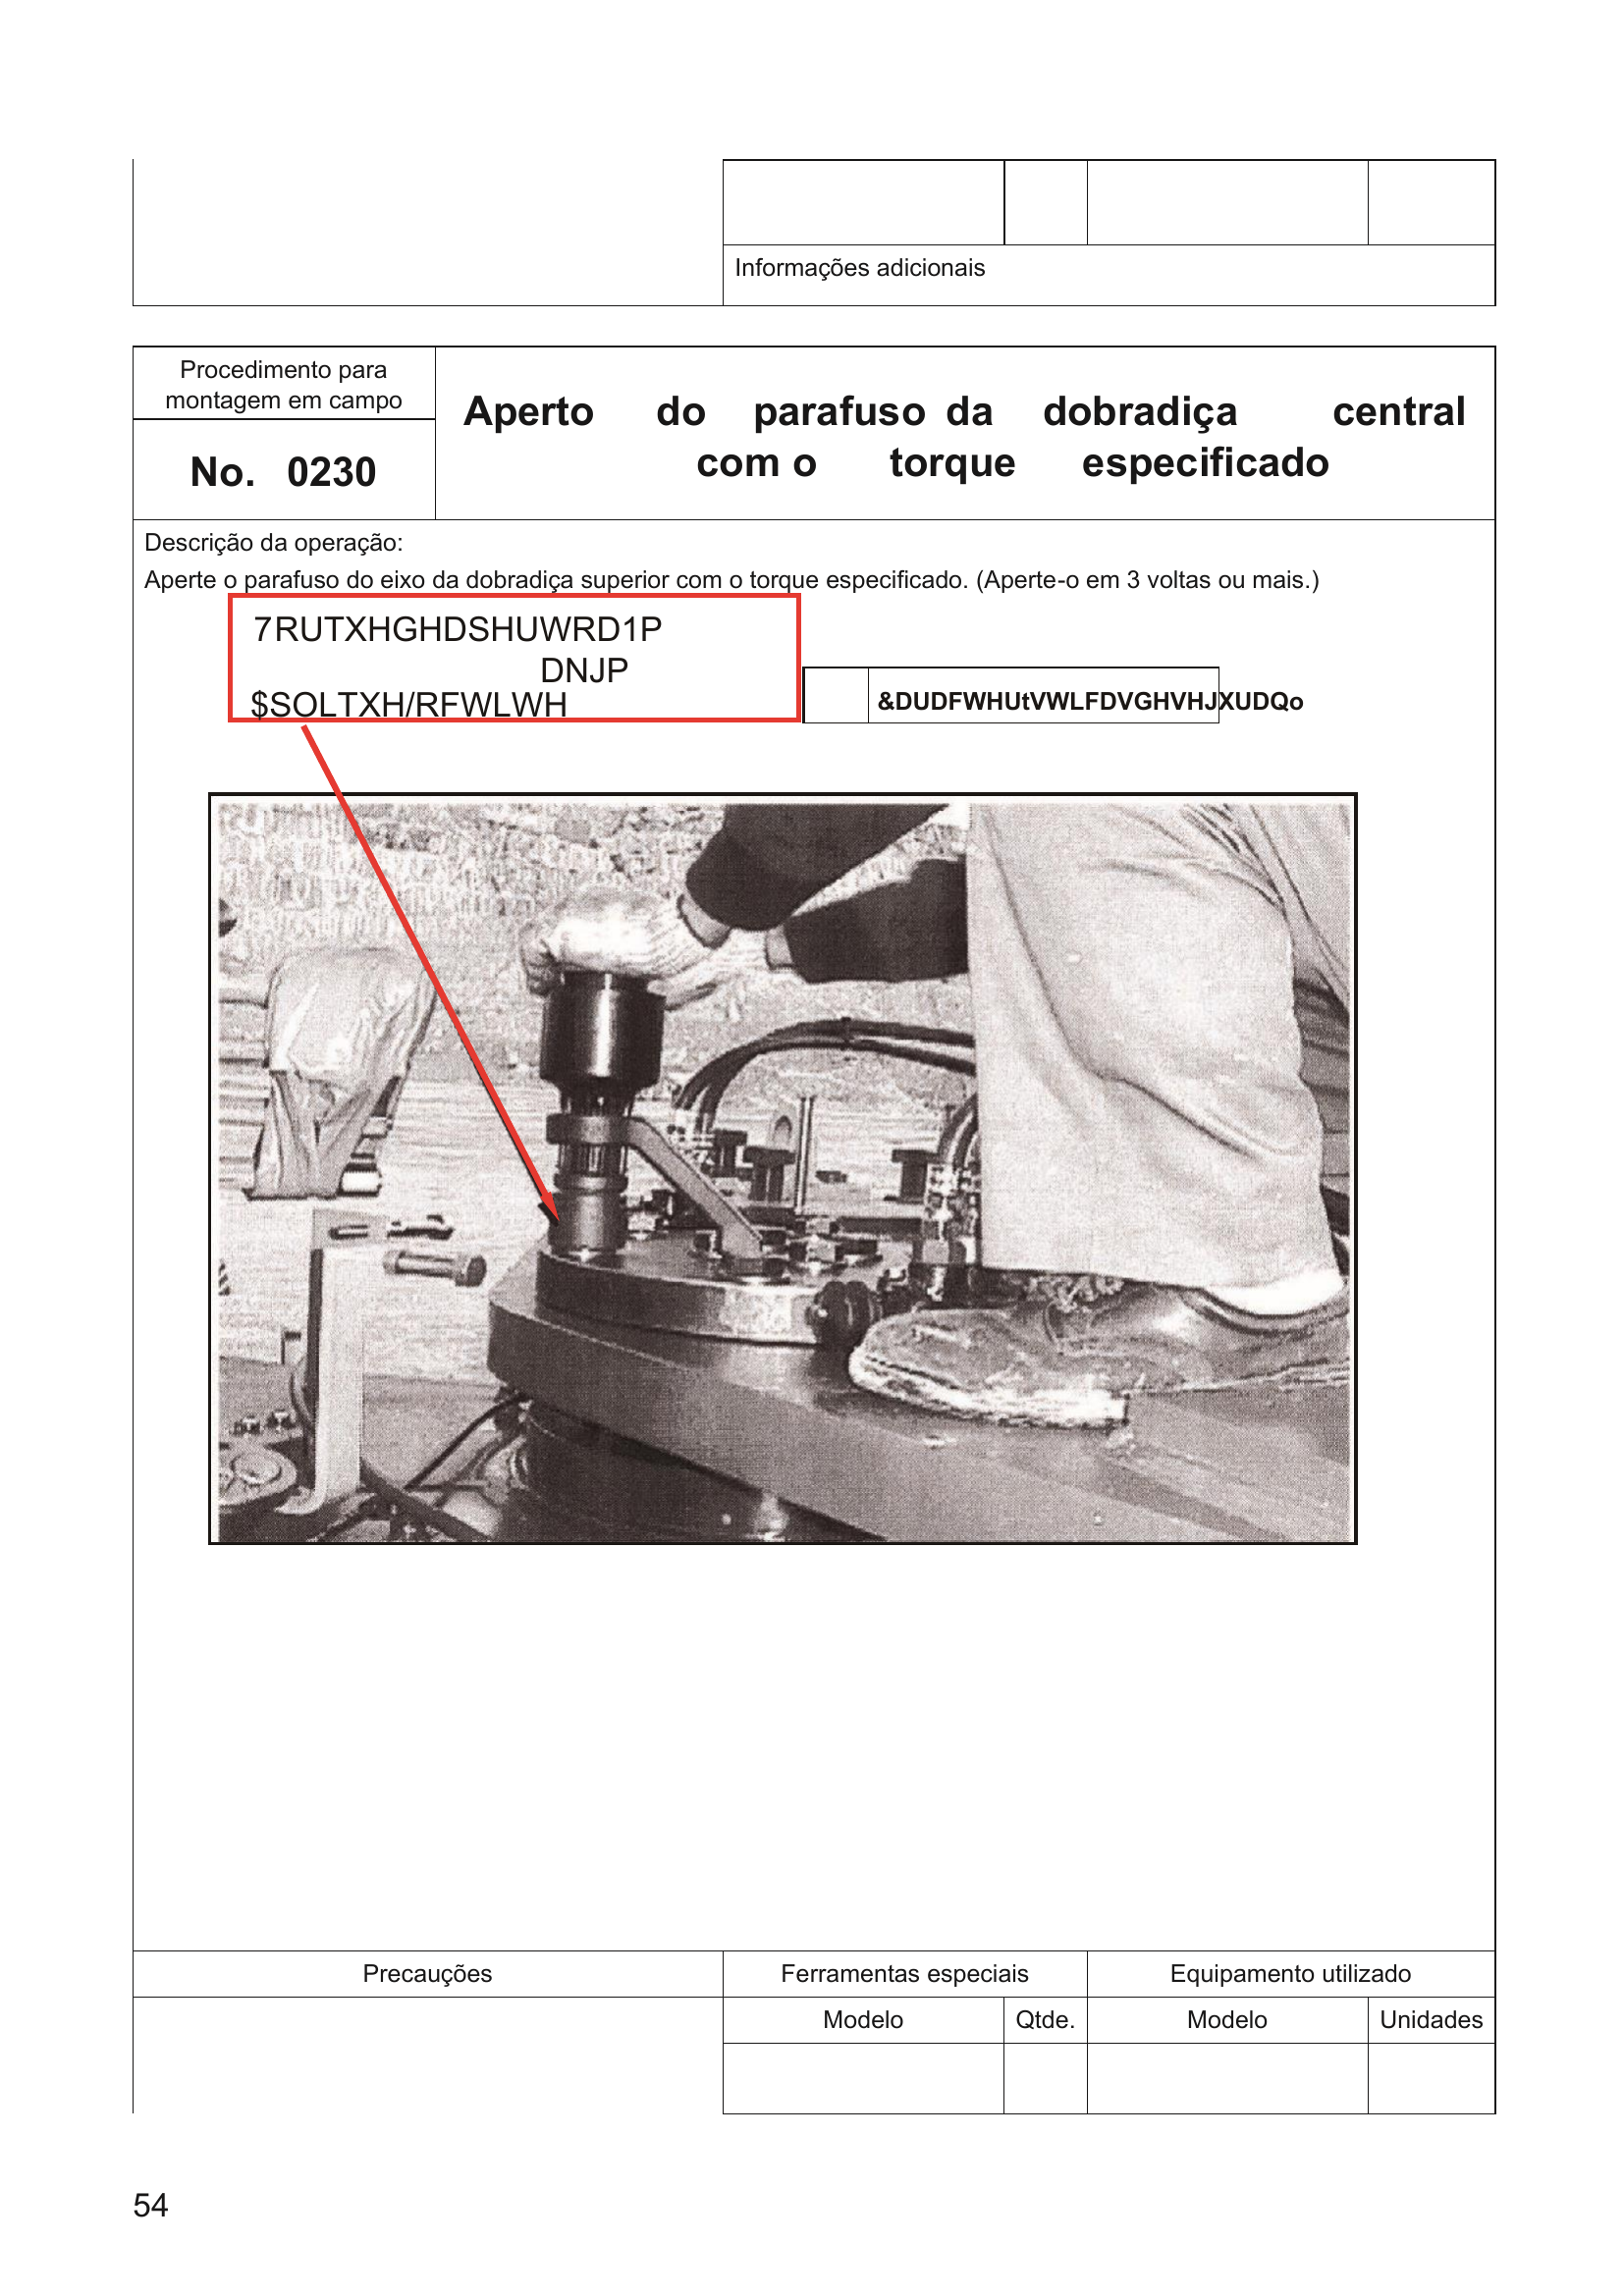 Informações adicionais
Procedimento para
montagem em campo
No. 0230
Aperto do parafuso da dobradiça central
com o torque especificado
Descrição da operação:
Aperte o parafuso do eixo da dobradiça superior com o torque especificado. (Aperte-o em 3 voltas ou mais.)
7RUTXHGHDSHUWRD1P
DNJP
$SOLTXH/RFWLWH
&DUDFWHUtVWLFDVGHVHJXUDQo
Precauções
Ferramentas especiais
Equipamento utilizado
Modelo
Qtde.
Modelo
Unidades
54